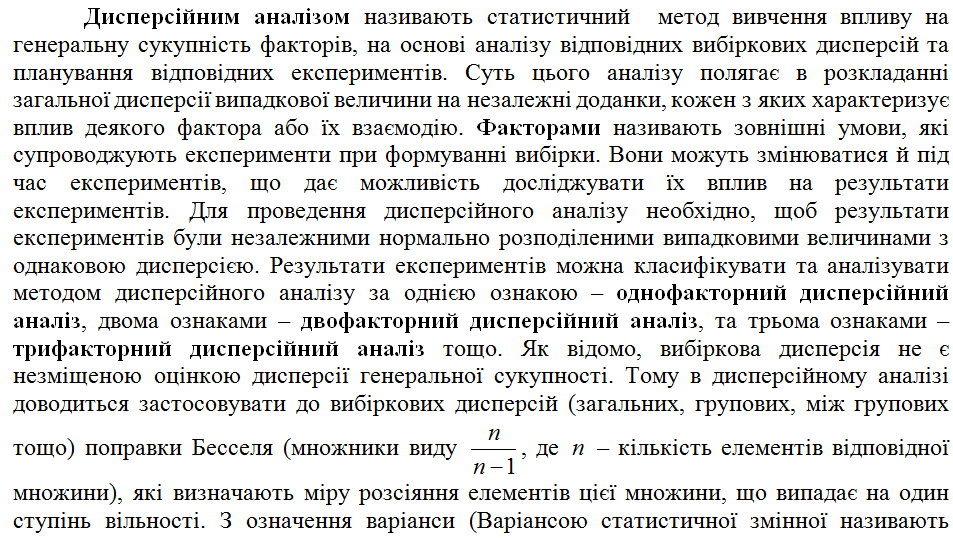 Дисперсійним аналізом називають статистичний метод вивчення впливу на
генеральну сукупність факторів, на основі аналізу відповідних вибіркових дисперсій та
планування відповідних експериментів. Суть цього аналізу полягає в розкладанні
загальної дисперсії випадкової величини на незалежні доданки, кожен з яких характеризує
вплив деякого фактора або їх взаємодію. Факторами називають зовнішні умови, які
супроводжують експерименти при формуванні вибірки. Вони можуть змінюватися й під
час експериментів, що дає можливість досліджувати їх вплив на результати
експериментів. Для проведення дисперсійного аналізу необхідно, щоб результати
експериментів були незалежними нормально розподіленими випадковими величинами з
однаковою дисперсією. Результати експериментів можна класифікувати та аналізувати
методом дисперсійного аналізу за однією ознакою – однофакторний дисперсійний
аналіз, двома ознаками – двофакторний дисперсійний аналіз, та трьома ознаками –
трифакторний дисперсійний аналіз тощо. Як відомо, вибіркова дисперсія не є
незміщеною оцінкою дисперсії генеральної сукупності. Тому в дисперсійному аналізі
доводиться застосовувати до вибіркових дисперсій (загальних, групових, між групових
тощо) поправки Бесселя (множники виду n/(n−1), де n – кількість елементів відповідної
множини), які визначають міру розсіяння елементів цієї множини, що випадає на один
ступінь вільності. З означення варіанси (Варіансою статистичної змінної називають